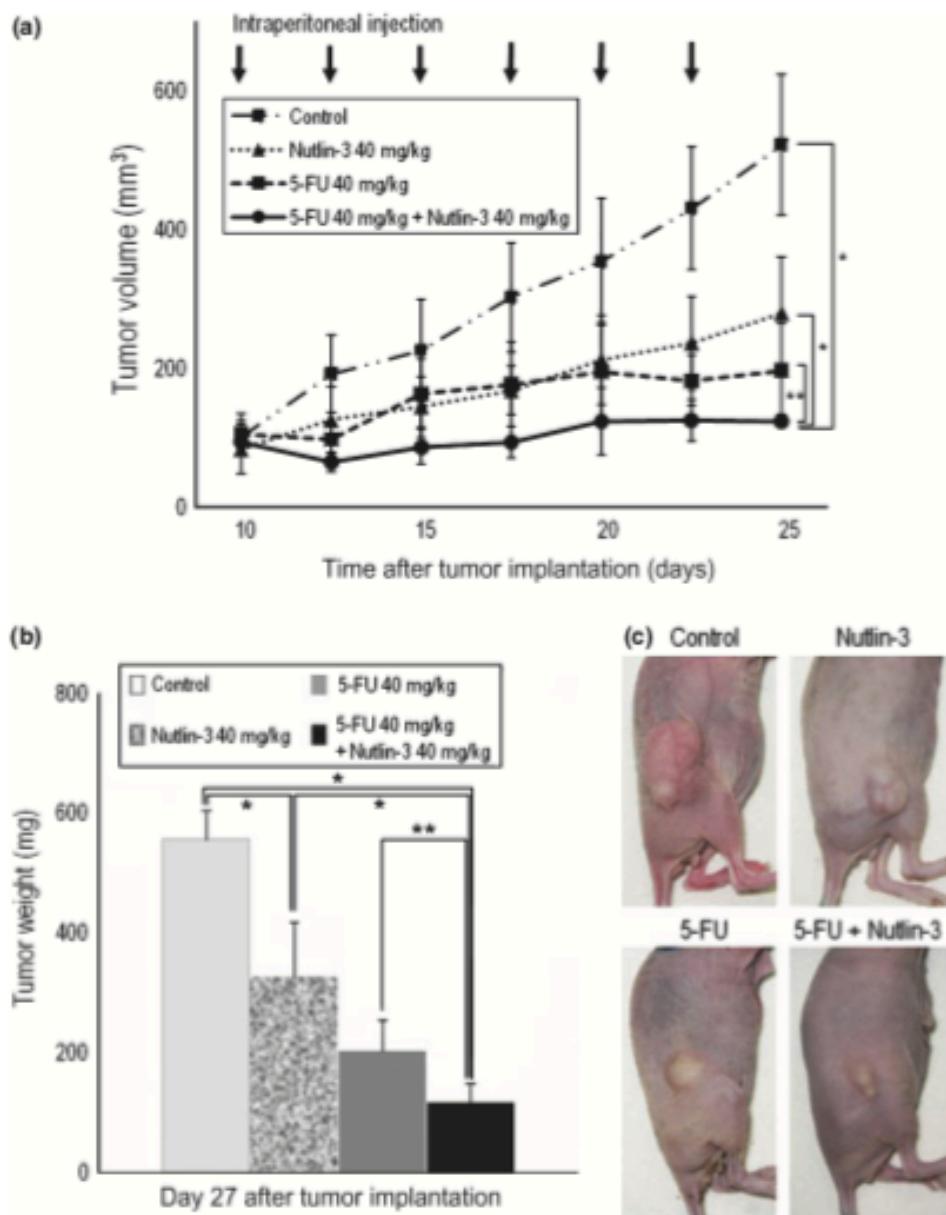 (a)
Intraperitoneal injection
Control
Nutlin-3 40 mg/kg
5-FU 40 mg/kg
5-FU 40 mg/kg + Nutlin-3 40 mg/kg
Tumor volume (mm³)
600
400
200
0
*
*
**
10 15 20 25
Time after tumor implantation (days)
(b)
Control 5-FU 40 mg/kg
Nutlin-3 40 mg/kg 5-FU 40 mg/kg
+ Nutlin-3 40 mg/kg
Tumor weight (mg)
800
600
400
200
0
*
* *
**
Day 27 after tumor implantation
(c)
Control Nutlin-3
5-FU 5-FU + Nutlin-3